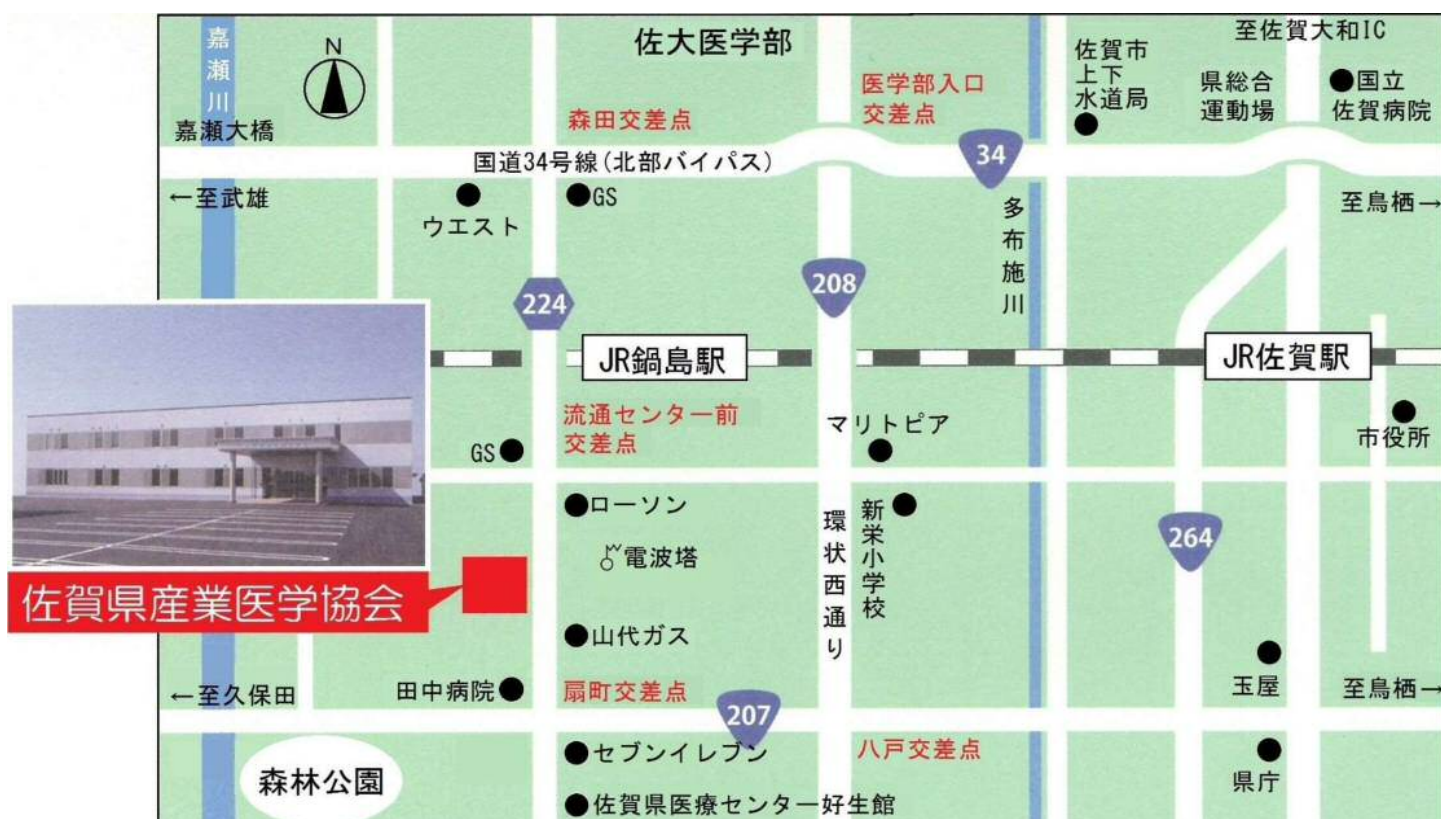 嘉瀬川
N
佐大医学部
至佐賀大和IC
佐賀市
上下
水道局
県総合
運動場
国立
佐賀病院
医学部入口
交差点
森田交差点
嘉瀬大橋
国道34号線(北部バイパス)
34
←至武雄
ウエスト
GS
多布施川
至鳥栖→
224
208
JR鍋島駅
JR佐賀駅
流通センター前
交差点
マリトピア
市役所
GS
ローソン
環状西通り
新栄小学校
264
電波塔
佐賀県産業医学協会
山代ガス
←至久保田
田中病院
扇町交差点
玉屋
至鳥栖→
207
セブンイレブン
八戸交差点
県庁
森林公園
佐賀県医療センター好生館